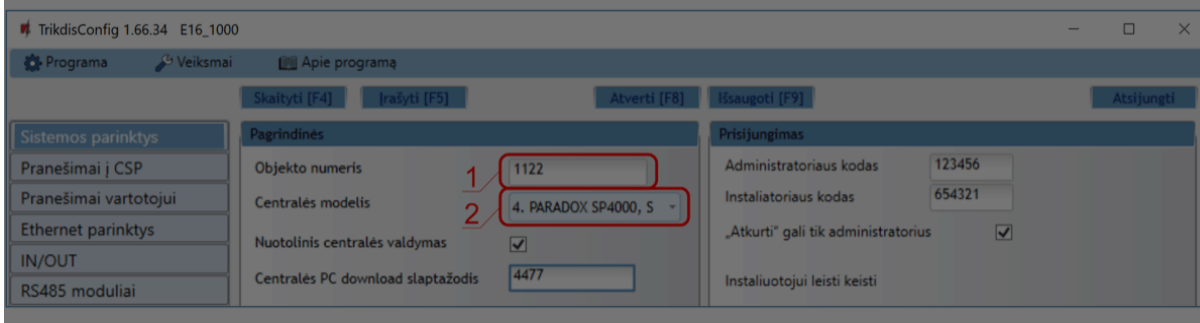 TrikdisConfig 1.66.34 E16_1000
Programa Veiksmai Apie programą
Skaityti [F4] Įrašyti [F5] Atverti [F8] Išsaugoti [F9] Atsijungti
Sistemos parinktys
Pranešimai į CSP
Pranešimai vartotojui
Ethernet parinktys
IN/OUT
RS485 moduliai
Pagrindinės
Objekto numeris 1 1122
Centralės modelis 2 4. PARADOX SP4000, S
Nuotolinis centralės valdymas
Centralės PC download slaptažodis 4477
Prisijungimas
Administratoriaus kodas 123456
Instaliatoriaus kodas 654321
„Atkurti" gali tik administratorius
Instaliuotojui leisti keisti